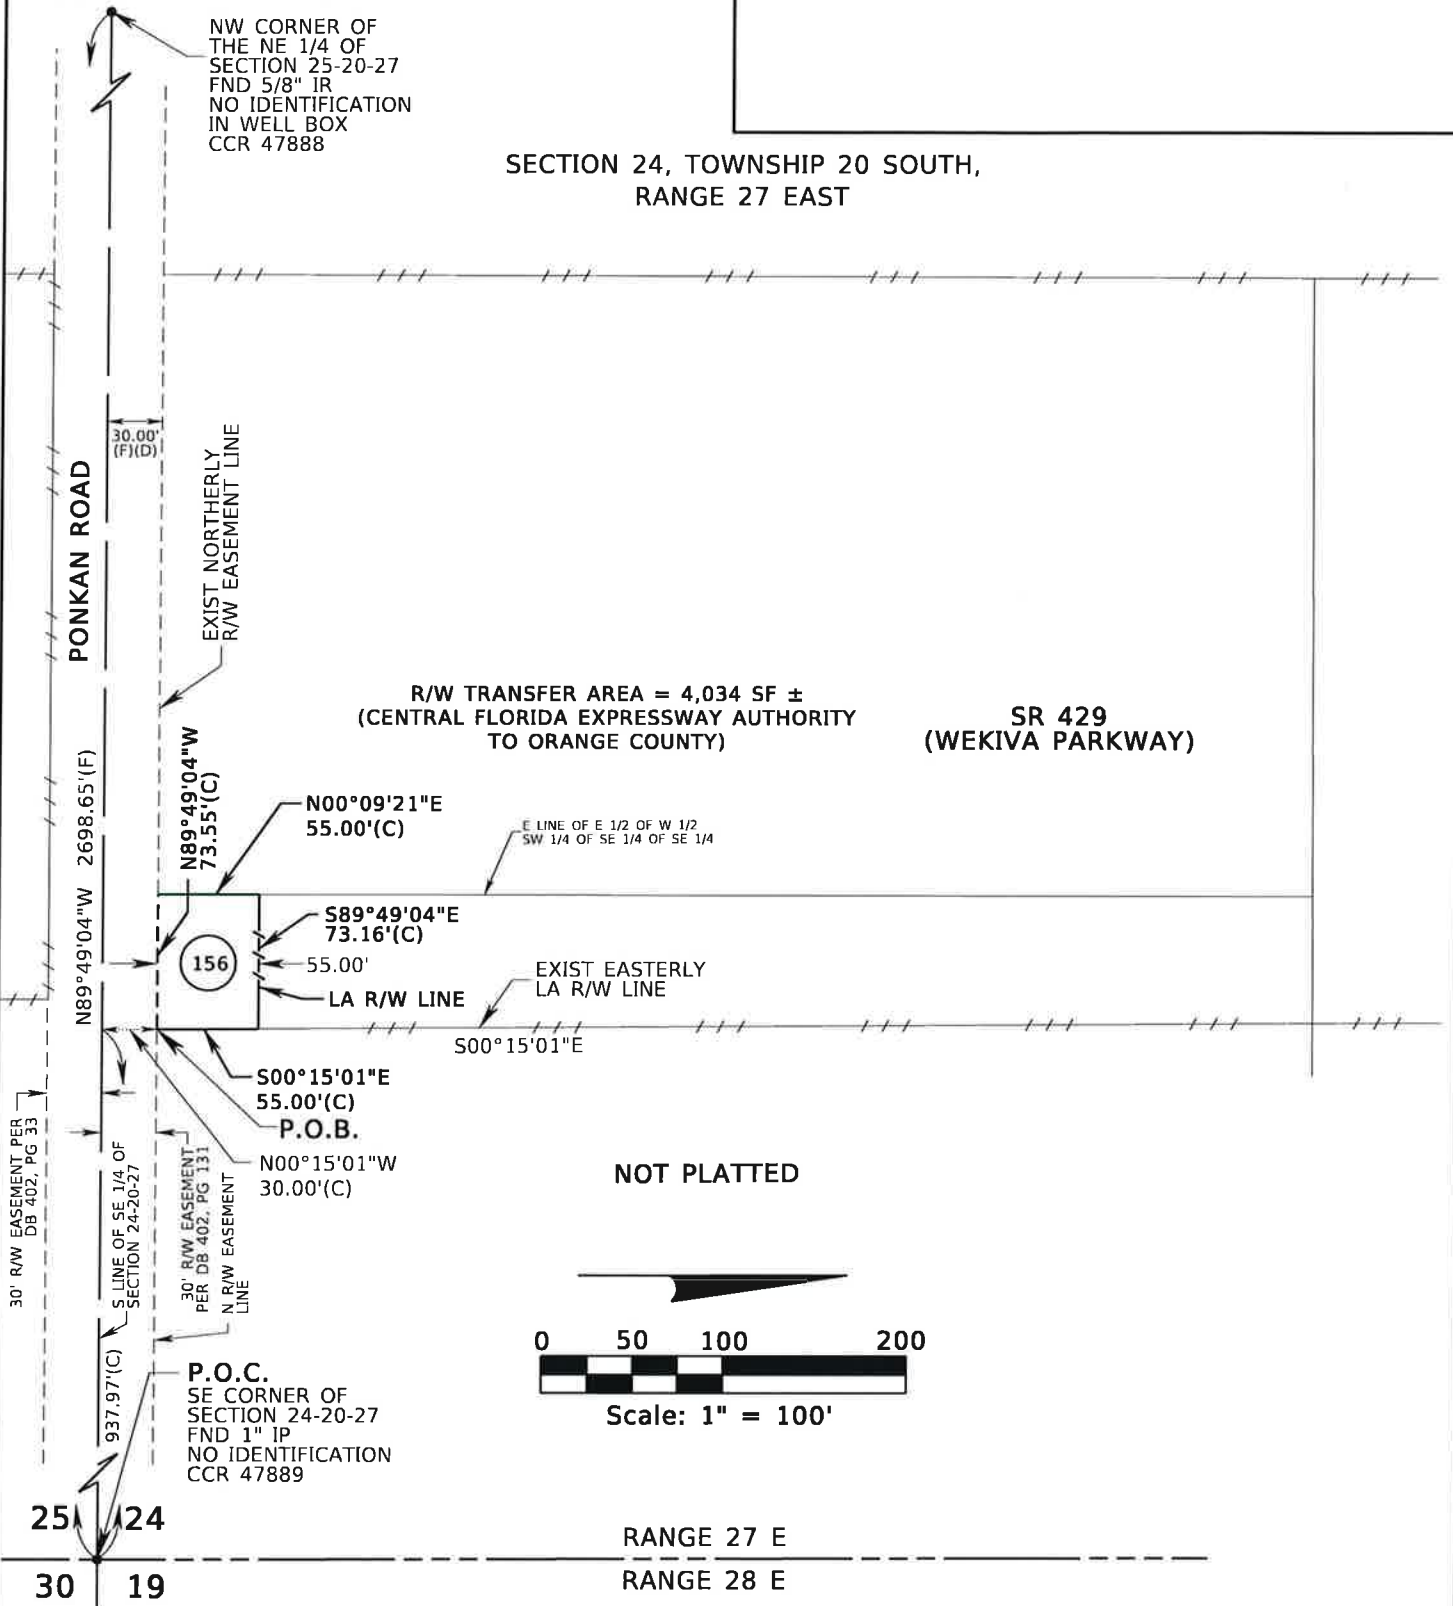 NW CORNER OF
THE NE 1/4 OF
SECTION 25-20-27
FND 5/8" IR
NO IDENTIFICATION
IN WELL BOX
CCR 47888
SECTION 24, TOWNSHIP 20 SOUTH,
RANGE 27 EAST
30.00'
(F)(D)
PONKAN ROAD
EXIST NORTHERLY
R/W EASEMENT LINE
R/W TRANSFER AREA = 4,034 SF ±
(CENTRAL FLORIDA EXPRESSWAY AUTHORITY
TO ORANGE COUNTY)
SR 429
(WEKIVA PARKWAY)
N89°49'04"W 2698.65'(F)
N89°49'04"W
73.55'(C)
N00°09'21"E
55.00'(C)
E LINE OF E 1/2 OF W 1/2
SW 1/4 OF SE 1/4 OF SE 1/4
S89°49'04"E
73.16'(C)
156
55.00'
LA R/W LINE
EXIST EASTERLY
LA R/W LINE
S00°15'01"E
S00°15'01"E
55.00'(C)
P.O.B.
N00°15'01"W
30.00'(C)
30' R/W EASEMENT PER
DB 402, PG 33
S LINE OF SE 1/4 OF
SECTION 24-20-27
30' R/W EASEMENT
PER DB 402, PG 131
N R/W EASEMENT
LINE
NOT PLATTED
0 50 100 200
Scale: 1" = 100'
937.97'(C)
P.O.C.
SE CORNER OF
SECTION 24-20-27
FND 1" IP
NO IDENTIFICATION
CCR 47889
25 24
30 19
RANGE 27 E
RANGE 28 E